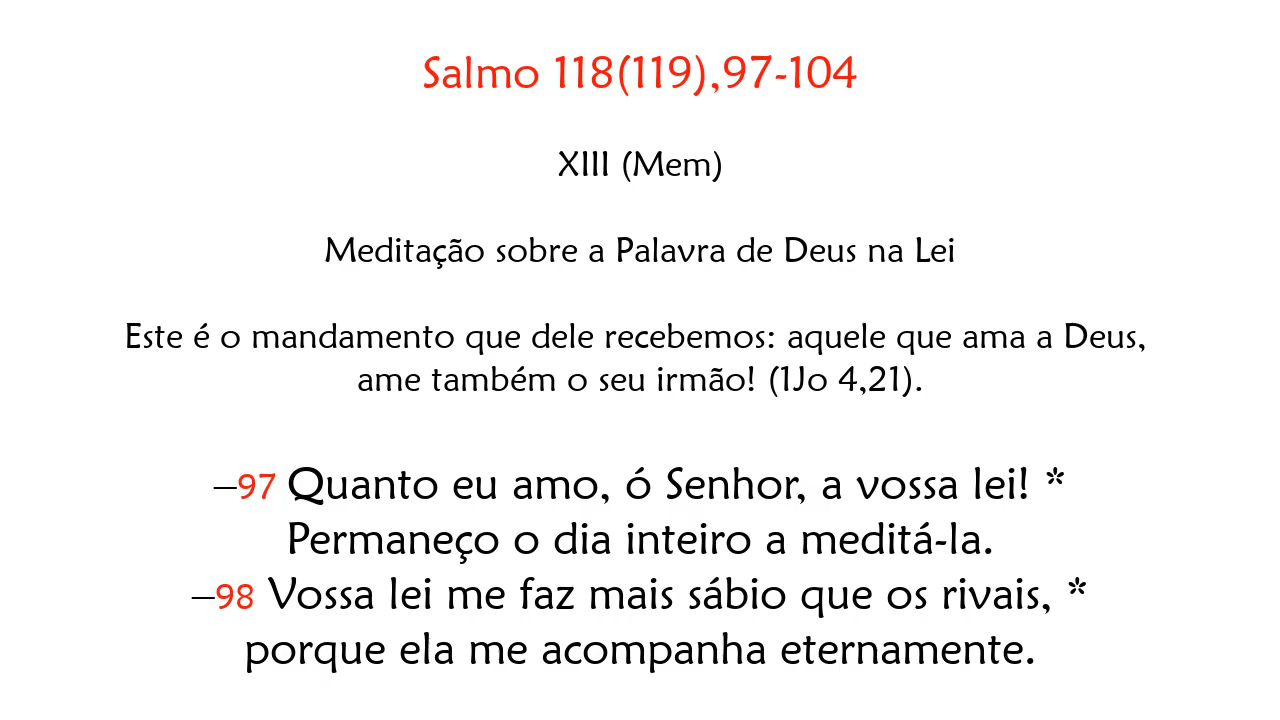 Salmo 118(119),97-104
XIII (Mem)
Meditação sobre a Palavra de Deus na Lei
Este é o mandamento que dele recebemos: aquele que ama a Deus,
ame também o seu irmão! (1Jo 4,21).
–97 Quanto eu amo, ó Senhor, a vossa lei! *
Permaneço o dia inteiro a meditá-la.
–98 Vossa lei me faz mais sábio que os rivais, *
porque ela me acompanha eternamente.